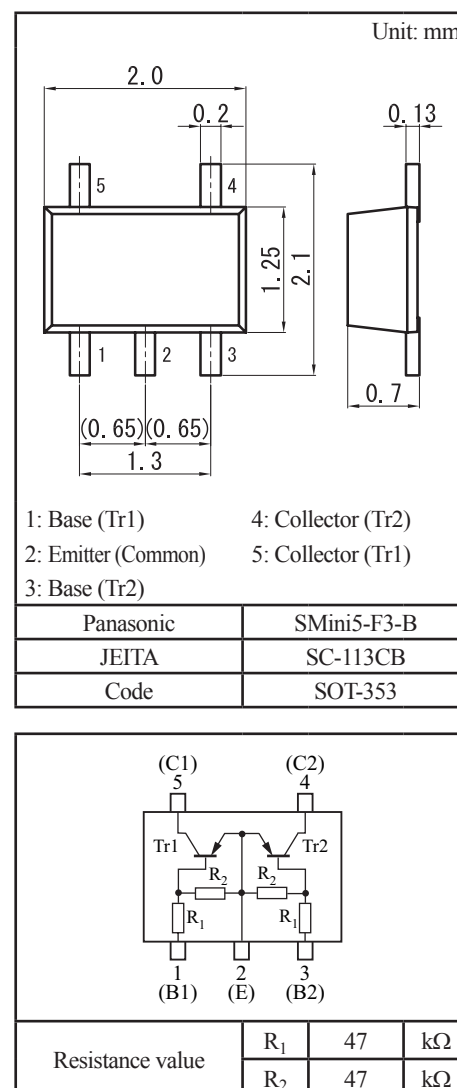 Unit: mm
2.0
0.2
0.13
5
4
1.25
2.1
1
2
3
0.7
(0.65)(0.65)
1.3
1: Base (Tr1) 4: Collector (Tr2)
2: Emitter (Common) 5: Collector (Tr1)
3: Base (Tr2)
Panasonic SMini5-F3-B
JEITA SC-113CB
Code SOT-353
(C1) (C2)
5 4
Tr1 Tr2
R2 R2
R1 R1
1 2 3
(B1) (E) (B2)
Resistance value R1 47 kΩ
R2 47 kΩ